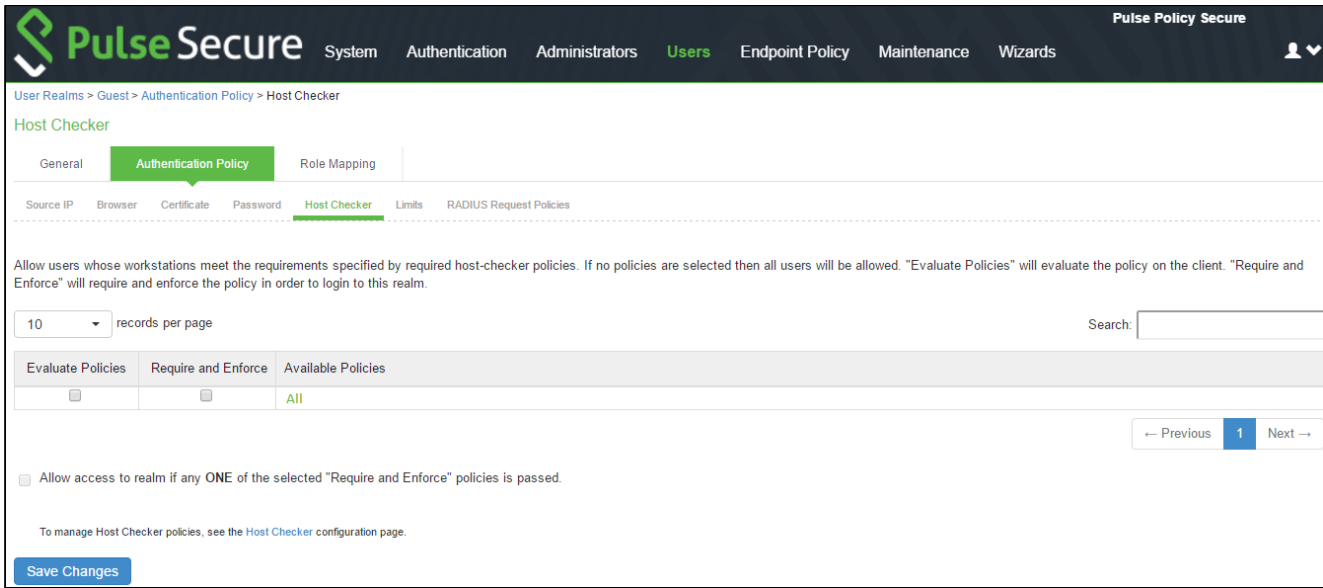 Pulse Policy Secure
Pulse Secure System Authentication Administrators Users Endpoint Policy Maintenance Wizards
User Realms > Guest > Authentication Policy > Host Checker
Host Checker
General Authentication Policy Role Mapping
Source IP Browser Certificate Password Host Checker Limits RADIUS Request Policies
Allow users whose workstations meet the requirements specified by required host-checker policies. If no policies are selected then all users will be allowed. "Evaluate Policies" will evaluate the policy on the client. "Require and
Enforce" will require and enforce the policy in order to login to this realm.
10 records per page Search:
Evaluate Policies Require and Enforce Available Policies
All
← Previous 1 Next →
Allow access to realm if any ONE of the selected "Require and Enforce" policies is passed.
To manage Host Checker policies, see the Host Checker configuration page.
Save Changes